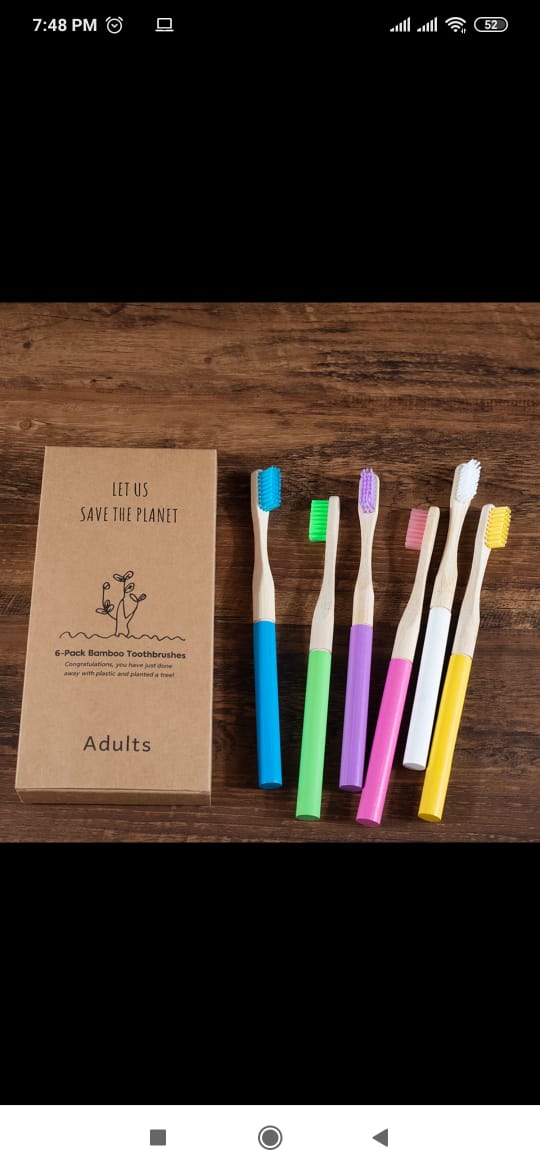 7:48 PM
52
LET US
SAVE THE PLANET
6-Pack Bamboo Toothbrushes
Congratulations, you have just done
away with plastic and planted a tree!
Adults